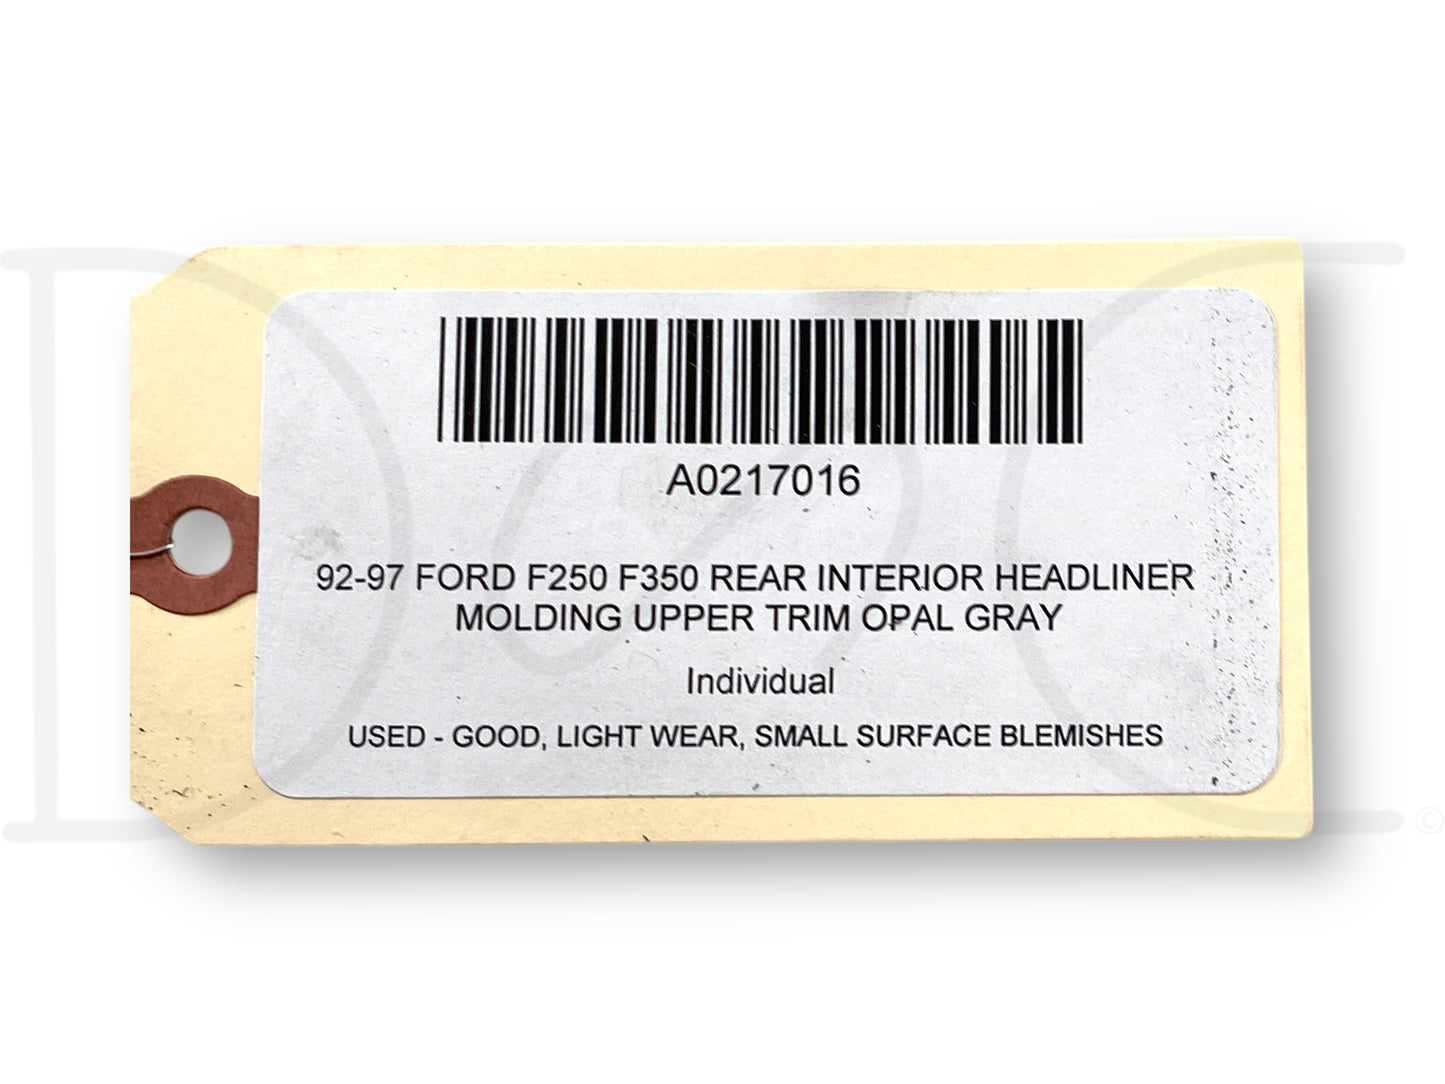 A0217016
92-97 FORD F250 F350 REAR INTERIOR HEADLINER
MOLDING UPPER TRIM OPAL GRAY
Individual
USED - GOOD, LIGHT WEAR, SMALL SURFACE BLEMISHES
©